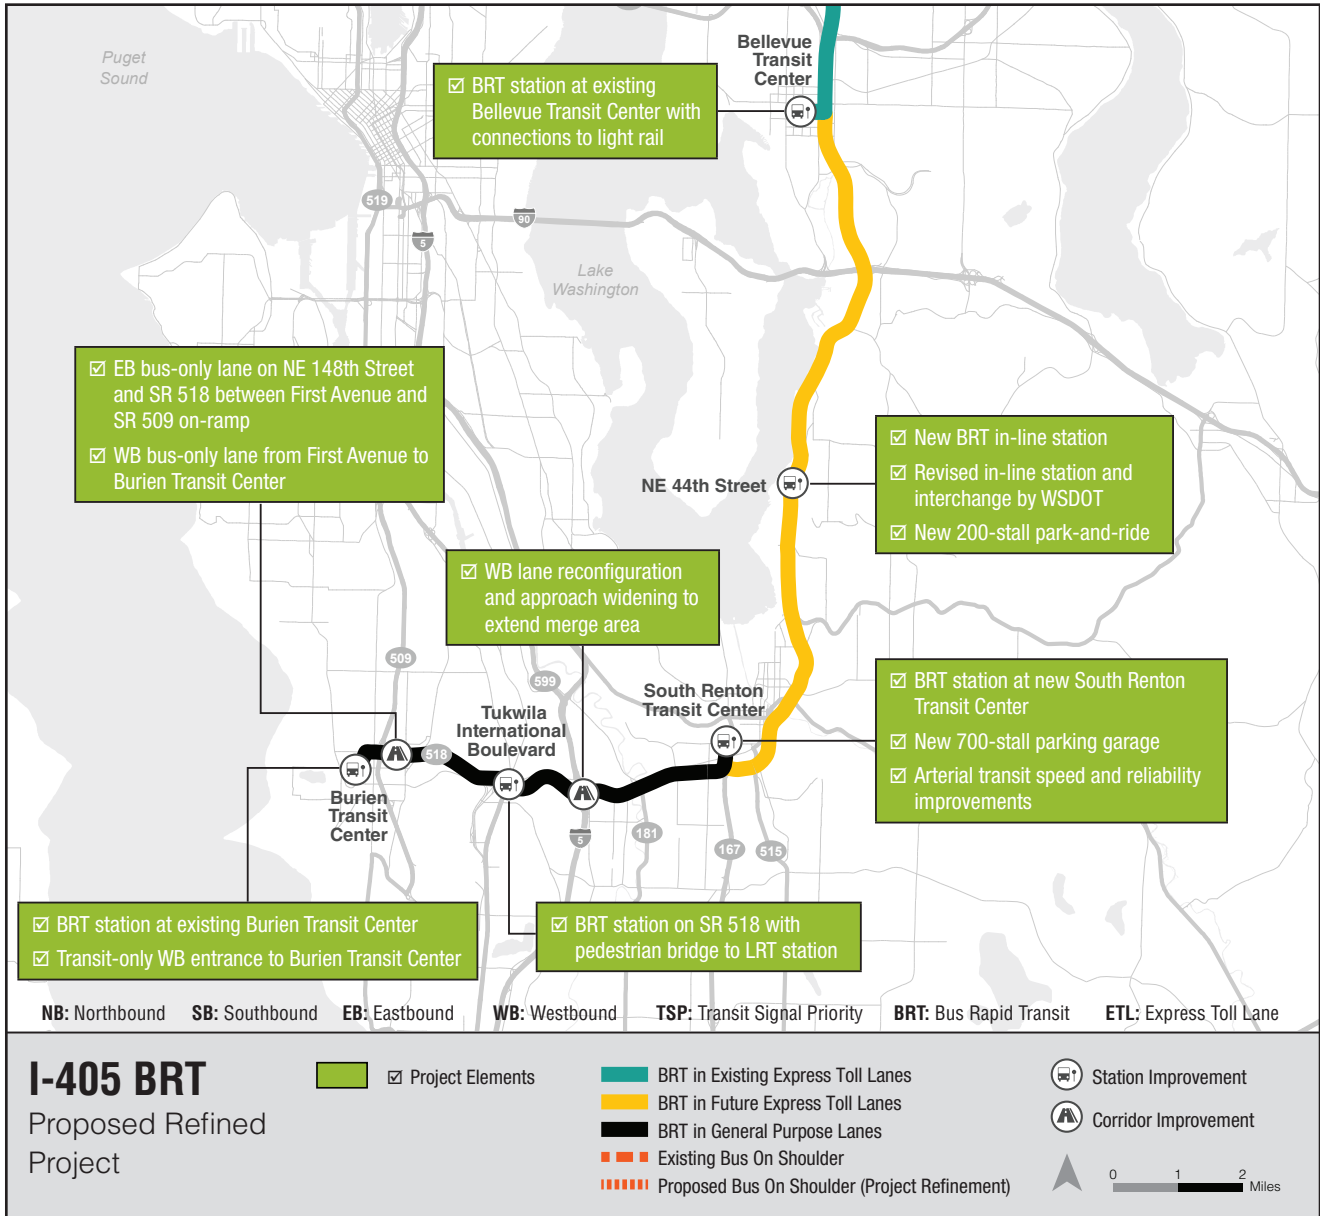 Puget
Sound
Bellevue
Transit
Center
☑ BRT station at existing
Bellevue Transit Center with
connections to light rail
519
5
90
Lake
Washington
☑ EB bus-only lane on NE 148th Street
and SR 518 between First Avenue and
SR 509 on-ramp
☑ WB bus-only lane from First Avenue to
Burien Transit Center
NE 44th Street
☑ New BRT in-line station
☑ Revised in-line station and
interchange by WSDOT
☑ New 200-stall park-and-ride
☑ WB lane reconfiguration
and approach widening to
extend merge area
509
599
South Renton
Transit Center
☑ BRT station at new South Renton
Transit Center
☑ New 700-stall parking garage
☑ Arterial transit speed and reliability
improvements
Tukwila
International
Boulevard
518
Burien
Transit
Center
5
181
167
515
☑ BRT station at existing Burien Transit Center
☑ Transit-only WB entrance to Burien Transit Center
☑ BRT station on SR 518 with
pedestrian bridge to LRT station
NB: Northbound SB: Southbound EB: Eastbound WB: Westbound TSP: Transit Signal Priority BRT: Bus Rapid Transit ETL: Express Toll Lane
I-405 BRT
Proposed Refined
Project
☑ Project Elements
BRT in Existing Express Toll Lanes
BRT in Future Express Toll Lanes
BRT in General Purpose Lanes
Existing Bus On Shoulder
Proposed Bus On Shoulder (Project Refinement)
Station Improvement
Corridor Improvement
0 1 2
Miles